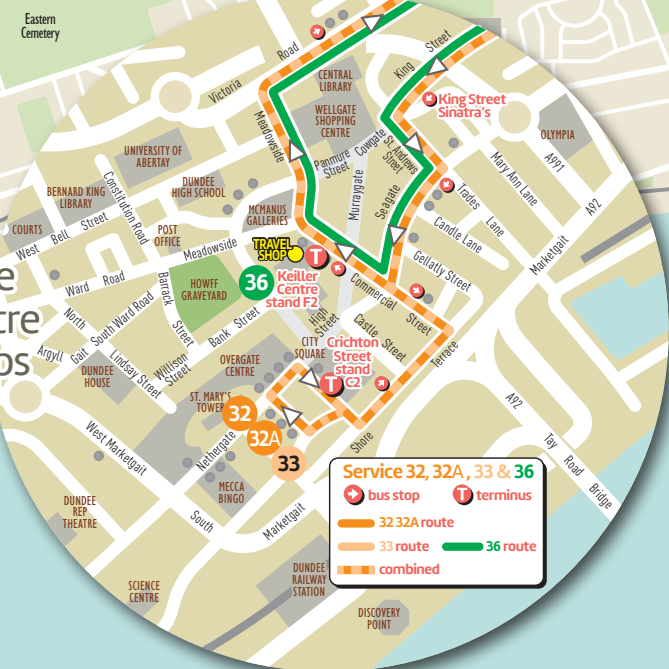 Eastern
Cemetery
Road
Victoria
Street
King
CENTRAL
LIBRARY
WELLGATE
SHOPPING
CENTRE
King Street
Sinatra's
OLYMPIA
Meadowside
Panmure
Street
Cowgate
St. Andrews
Street
Murraygate
Seagate
Mary Ann Lane
A991
A92
Trades
Lane
Candle Lane
Marketgait
Gellatly Street
UNIVERSITY OF
ABERTAY
DUNDEE
HIGH SCHOOL
BERNARD KING
LIBRARY
Constitution Road
MCMANUS
GALLERIES
COURTS
West Bell Street
POST
OFFICE
Meadowside
TRAVEL
SHOP
T
36
Keiller
Centre
stand F2
HOWFF
GRAVEYARD
Ward Road
North
South Ward Road
Barrack
Street
Bank Street
Commercial
Street
High
Street
Castle Street
CITY
SQUARE
Crichton
Street
stand
C2
T
Terrace
Argyll
Gait
Lindsay Street
Willison
Street
DUNDEE
HOUSE
OVERGATE
CENTRE
ST. MARY'S
TOWER
32
32A
33
Nethergate
West Marketgait
MECCA
BINGO
South
Marketgait
Shore
A92
Tay Road Bridge
DUNDEE
REP
THEATRE
SCIENCE
CENTRE
DUNDEE
RAILWAY
STATION
DISCOVERY
POINT
e
tre
os
Service 32, 32A , 33 & 36
bus stop
T terminus
32 32A route
33 route
36 route
combined